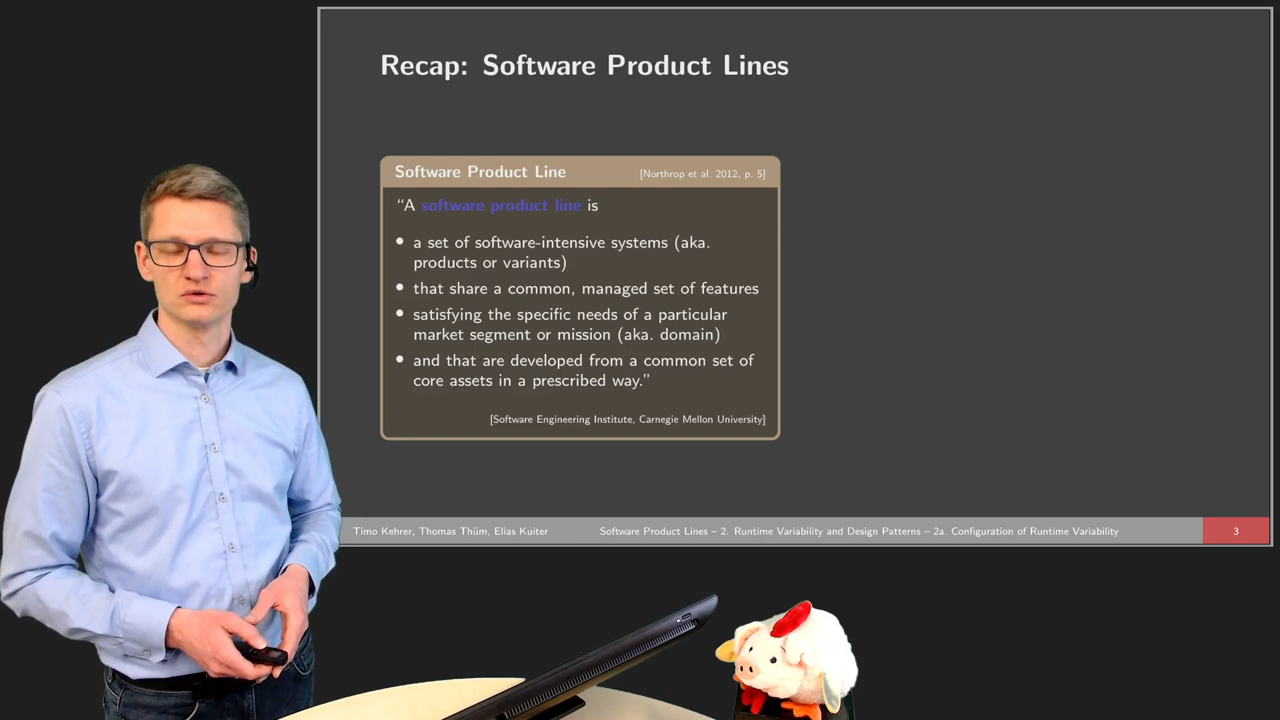 Recap: Software Product Lines
Software Product Line [Northrop et al. 2012, p. 5]
“A software product line is
• a set of software-intensive systems (aka.
products or variants)
• that share a common, managed set of features
• satisfying the specific needs of a particular
market segment or mission (aka. domain)
• and that are developed from a common set of
core assets in a prescribed way.”
[Software Engineering Institute, Carnegie Mellon University]
Timo Kehrer, Thomas Thüm, Elias Kuiter Software Product Lines – 2. Runtime Variability and Design Patterns – 2a. Configuration of Runtime Variability 3